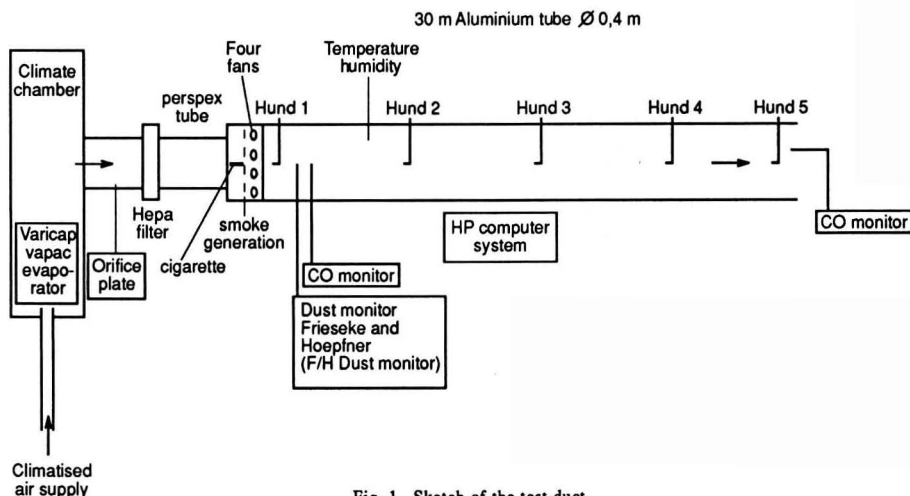 30 m Aluminium tube Ø 0,4 m
Climate
chamber
perspex
tube
Four
fans
Temperature
humidity
Hund 1
Hund 2
Hund 3
Hund 4
Hund 5
Hepa
filter
smoke
generation
cigarette
Varicap
vapac
evapo-
rator
Orifice
plate
HP computer
system
CO monitor
CO monitor
Dust monitor
Frieseke and
Hoepfner
(F/H Dust monitor)
Climatised
air supply
Fig. 1 Sketch of the test duct